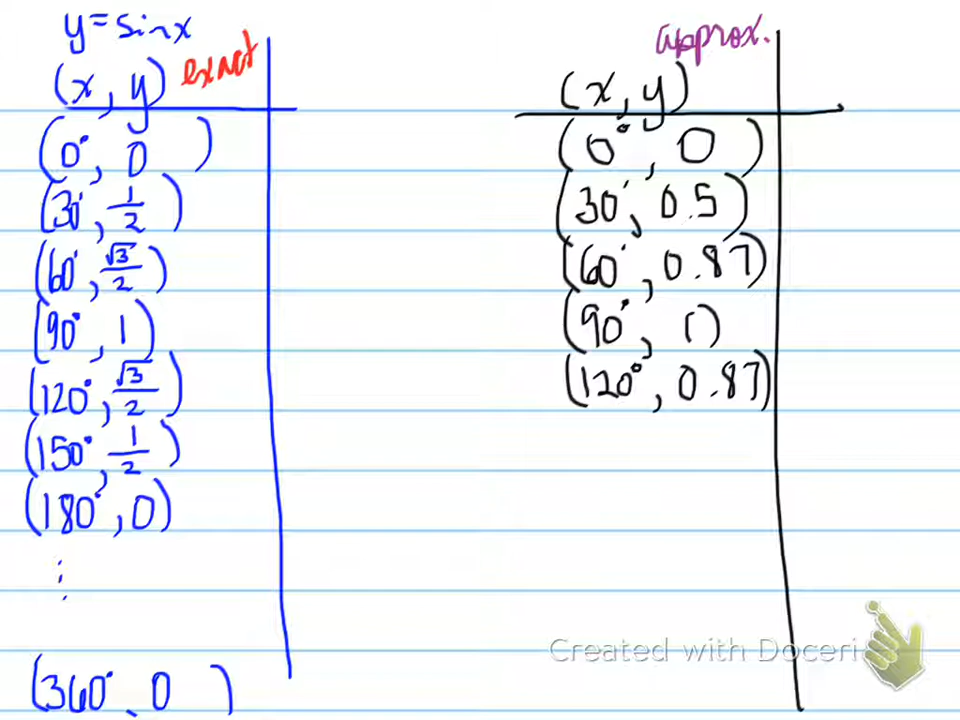 y=sinx
(x, y) exact
(0°, 0)
(30°, 1/2)
(60°, √3/2)
(90°, 1)
(120°, √3/2)
(150°, 1/2)
(180°, 0)
⋮
(360°, 0)
approx.
(x, y)
(0°, 0)
(30°, 0.5)
(60°, 0.87)
(90°, 1)
(120°, 0.87)
Created with Doceri